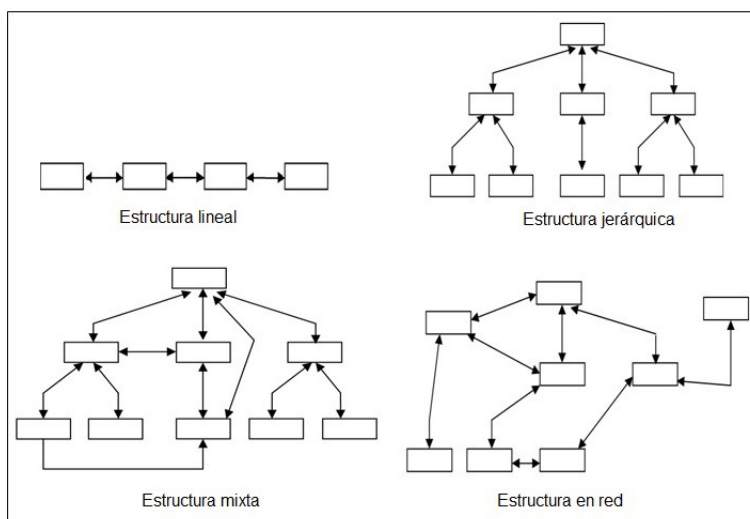 Estructura lineal
Estructura jerárquica
Estructura mixta
Estructura en red